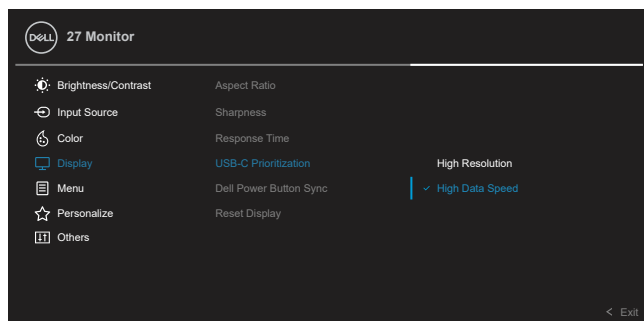 DELL 27 Monitor
Brightness/Contrast Aspect Ratio
Input Source Sharpness
Color Response Time
Display USB-C Prioritization High Resolution
Menu Dell Power Button Sync ✓ High Data Speed
Personalize Reset Display
Others
< Exit